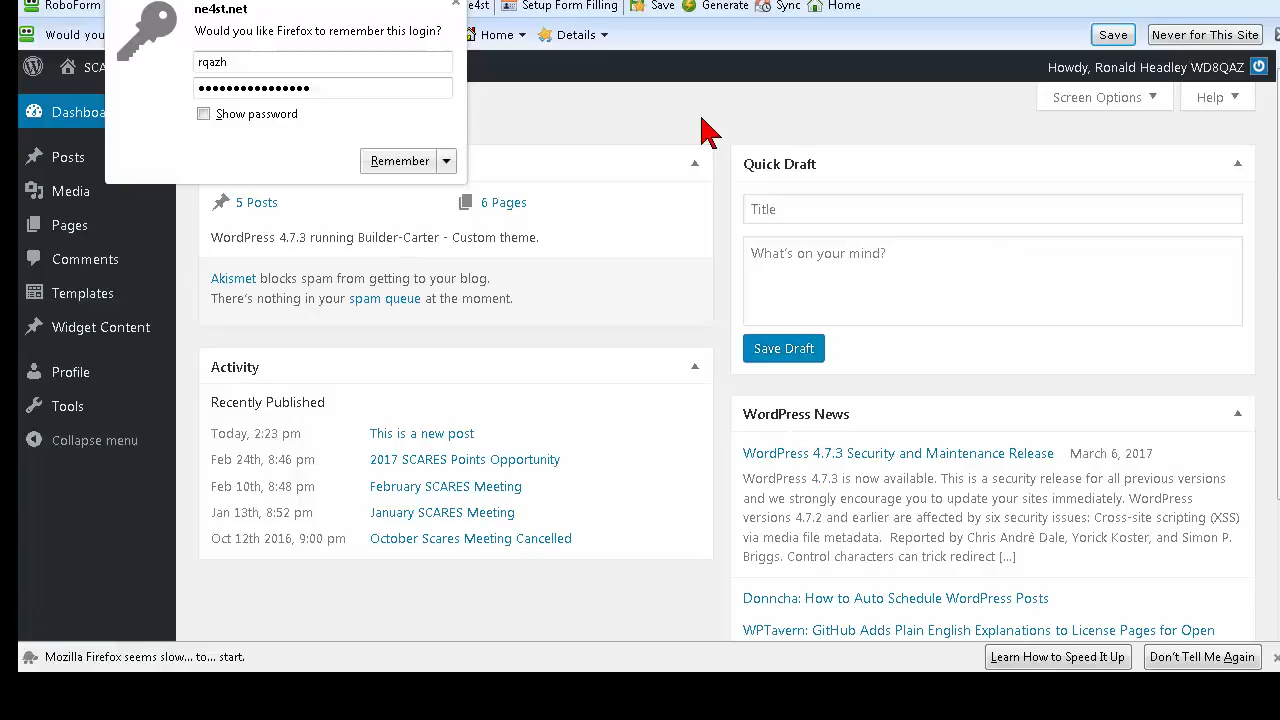 RoboForm
ne4st
Setup Form Filling
Save
Generate
Sync
Home
ne4st.net
Would you like Firefox to remember this login?
rqazh
Show password
Remember
Would you
Home
Details
Save
Never for This Site
SCA
Howdy, Ronald Headley WD8QAZ
Screen Options
Help
Dashboa
Posts
Media
Pages
Comments
Templates
Widget Content
Profile
Tools
Collapse menu
5 Posts
6 Pages
WordPress 4.7.3 running Builder-Carter - Custom theme.
Akismet blocks spam from getting to your blog.
There's nothing in your spam queue at the moment.
Activity
Recently Published
Today, 2:23 pm This is a new post
Feb 24th, 8:46 pm 2017 SCARES Points Opportunity
Feb 10th, 8:48 pm February SCARES Meeting
Jan 13th, 8:52 pm January SCARES Meeting
Oct 12th 2016, 9:00 pm October Scares Meeting Cancelled
Quick Draft
Title
What's on your mind?
Save Draft
WordPress News
WordPress 4.7.3 Security and Maintenance Release March 6, 2017
WordPress 4.7.3 is now available. This is a security release for all previous versions
and we strongly encourage you to update your sites immediately. WordPress
versions 4.7.2 and earlier are affected by six security issues: Cross-site scripting (XSS)
via media file metadata.  Reported by Chris Andrè Dale, Yorick Koster, and Simon P.
Briggs. Control characters can trick redirect […]
Donncha: How to Auto Schedule WordPress Posts
WPTavern: GitHub Adds Plain English Explanations to License Pages for Open
Mozilla Firefox seems slow... to... start.
Learn How to Speed It Up
Don't Tell Me Again